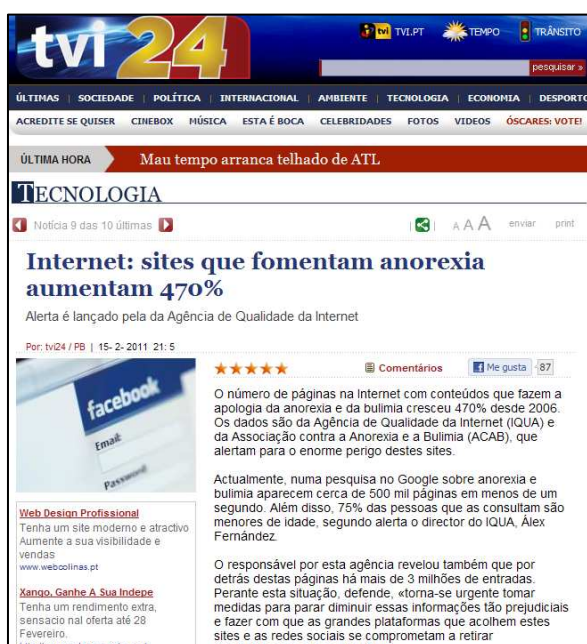 tvi 24
tvi TVI.PT TEMPO TRÂNSITO
pesquisar »
ÚLTIMAS | SOCIEDADE | POLÍTICA | INTERNACIONAL | AMBIENTE | TECNOLOGIA | ECONOMIA | DESPORTO
ACREDITE SE QUISER CINEBOX MÚSICA ESTA É BOCA CELEBRIDADES FOTOS VIDEOS ÓSCARES: VOTE!
ÚLTIMA HORA Mau tempo arranca telhado de ATL
TECNOLOGIA
Notícia 9 das 10 últimas | | A A A enviar print
Internet: sites que fomentam anorexia
aumentam 470%
Alerta é lançado pela da Agência de Qualidade da Internet
Por: tvi24 / PB | 15- 2- 2011 21: 5
Comentários Me gusta 87
facebook
Email:
Password:
O número de páginas na Internet com conteúdos que fazem a
apologia da anorexia e da bulimia cresceu 470% desde 2006.
Os dados são da Agência de Qualidade da Internet (IQUA) e
da Associação contra a Anorexia e a Bulimia (ACAB), que
alertam para o enorme perigo destes sites.
Actualmente, numa pesquisa no Google sobre anorexia e
bulimia aparecem cerca de 500 mil páginas em menos de um
segundo. Além disso, 75% das pessoas que as consultam são
menores de idade, segundo alerta o director do IQUA, Álex
Fernández.
O responsável por esta agência revelou também que por
detrás destas páginas há mais de 3 milhões de entradas.
Perante esta situação, defende, «torna-se urgente tomar
medidas para parar diminuir essas informações tão prejudiciais
e fazer com que as grandes plataformas que acolhem estes
sites e as redes sociais se comprometam a retirar
Web Design Profissional
Tenha um site moderno e atractivo
Aumente a sua visibilidade e
vendas
www.webcolinas.pt
Xango, Ganhe A Sua Indepe
Tenha um rendimento extra,
sensacio nal oferta até 28
Fevereiro.